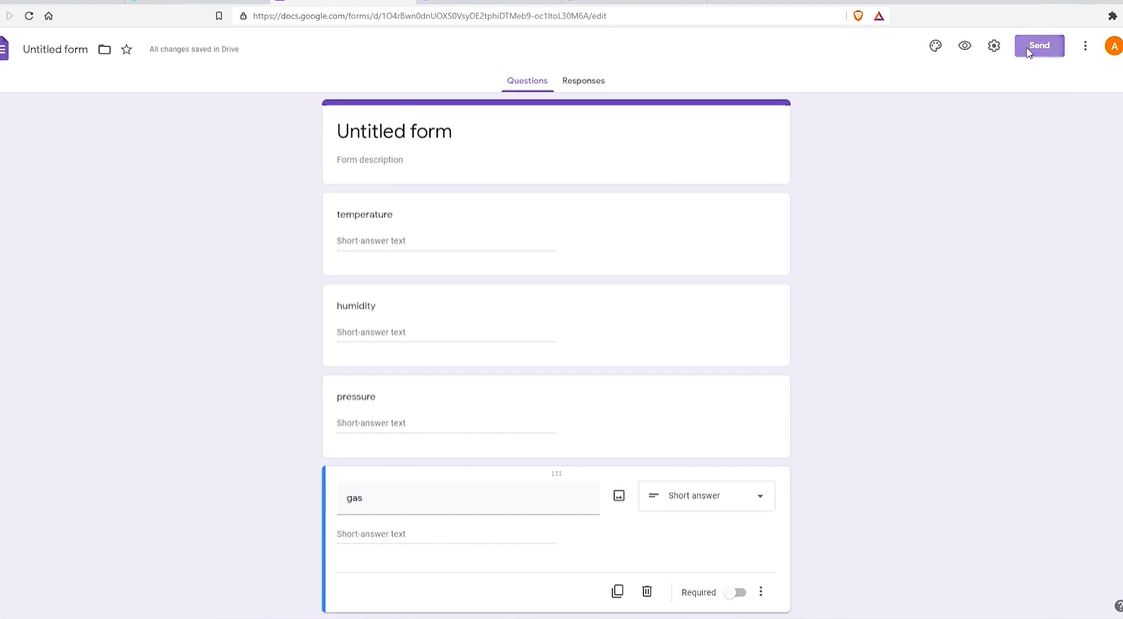 https://docs.google.com/forms/d/1O4rBwn0dnUOXS0VsyDE2tphiDTMeb9-oc1ItoL30M6A/edit
Untitled form
All changes saved in Drive
Send
A
Questions
Responses
Untitled form
Form description
temperature
Short-answer text
humidity
Short-answer text
pressure
Short-answer text
gas
Short answer
Short-answer text
Required
?